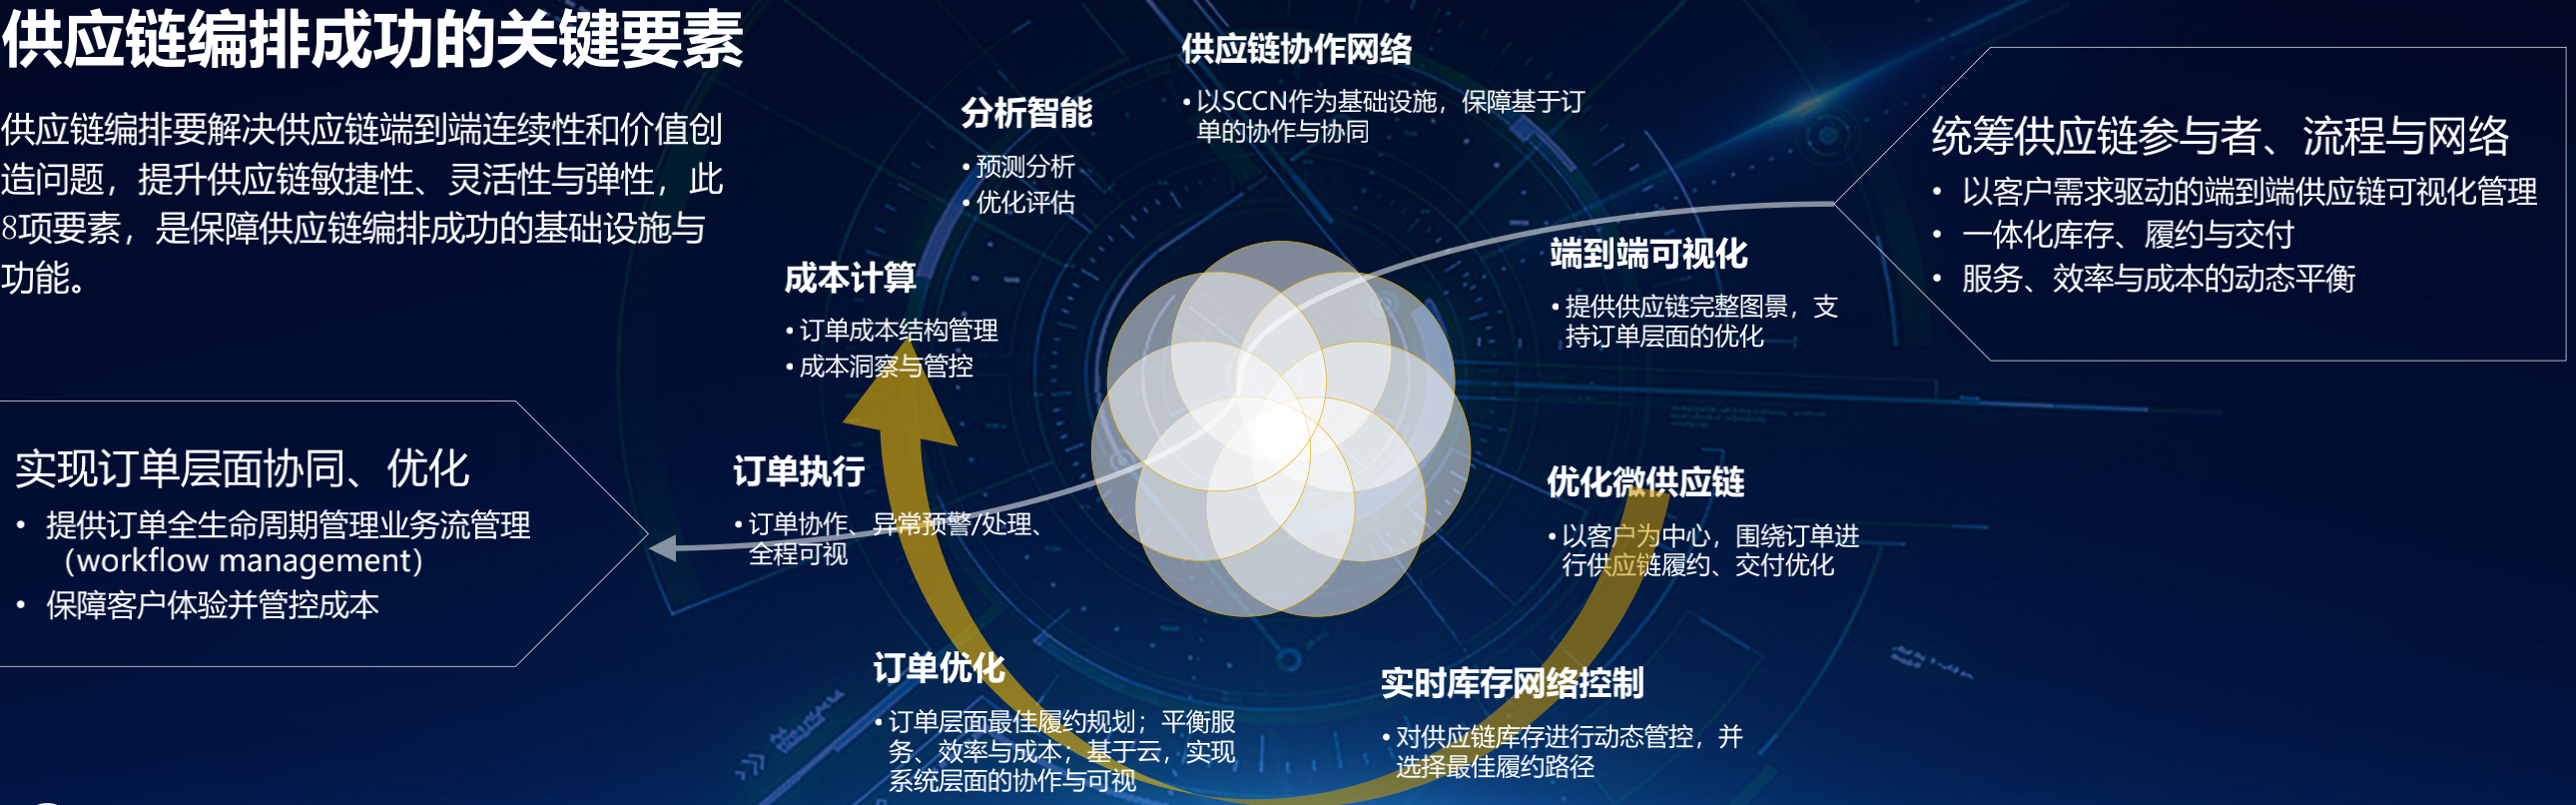 供应链编排成功的关键要素
供应链编排要解决供应链端到端连续性和价值创
造问题，提升供应链敏捷性、灵活性与弹性，此
8项要素，是保障供应链编排成功的基础设施与
功能。
供应链协作网络
• 以SCCN作为基础设施，保障基于订
单的协作与协同
分析智能
• 预测分析
• 优化评估
成本计算
• 订单成本结构管理
• 成本洞察与管控
订单执行
• 订单协作、异常预警/处理、
全程可视
订单优化
• 订单层面最佳履约规划；平衡服
务、效率与成本；基于云，实现
系统层面的协作与可视
端到端可视化
• 提供供应链完整图景，支
持订单层面的优化
优化微供应链
• 以客户为中心，围绕订单进
行供应链履约、交付优化
实时库存网络控制
• 对供应链库存进行动态管控，并
选择最佳履约路径
统筹供应链参与者、流程与网络
• 以客户需求驱动的端到端供应链可视化管理
• 一体化库存、履约与交付
• 服务、效率与成本的动态平衡
实现订单层面协同、优化
• 提供订单全生命周期管理业务流管理
（workflow management）
• 保障客户体验并管控成本